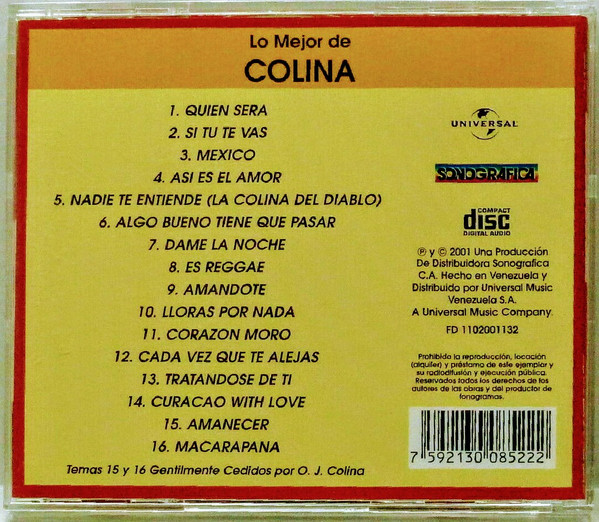 Lo Mejor de
COLINA
1. QUIEN SERA
2. SI TU TE VAS
3. MEXICO
4. ASI ES EL AMOR
5. NADIE TE ENTIENDE (LA COLINA DEL DIABLO)
6. ALGO BUENO TIENE QUE PASAR
7. DAME LA NOCHE
8. ES REGGAE
9. AMANDOTE
10. LLORAS POR NADA
11. CORAZON MORO
12. CADA VEZ QUE TE ALEJAS
13. TRATANDOSE DE TI
14. CURACAO WITH LOVE
15. AMANECER
16. MACARAPANA
Temas 15 y 16 Gentilmente Cedidos por O. J. Colina
UNIVERSAL
SONOGRAFICA
COMPACT
disc
DIGITAL AUDIO
℗ y © 2001 Una Producción
De Distribuidora Sonografica
C.A. Hecho en Venezuela y
Distribuido por Universal Music
Venezuela S.A.
A Universal Music Company.
FD 1102001132
Prohibida la reproducción, locación
(alquiler) y préstamo de este ejemplar y
su radiodifusión y ejecución pública.
Reservados todos los derechos de los
autores de las obras y del productor de
fonogramas.
7 592130 085222